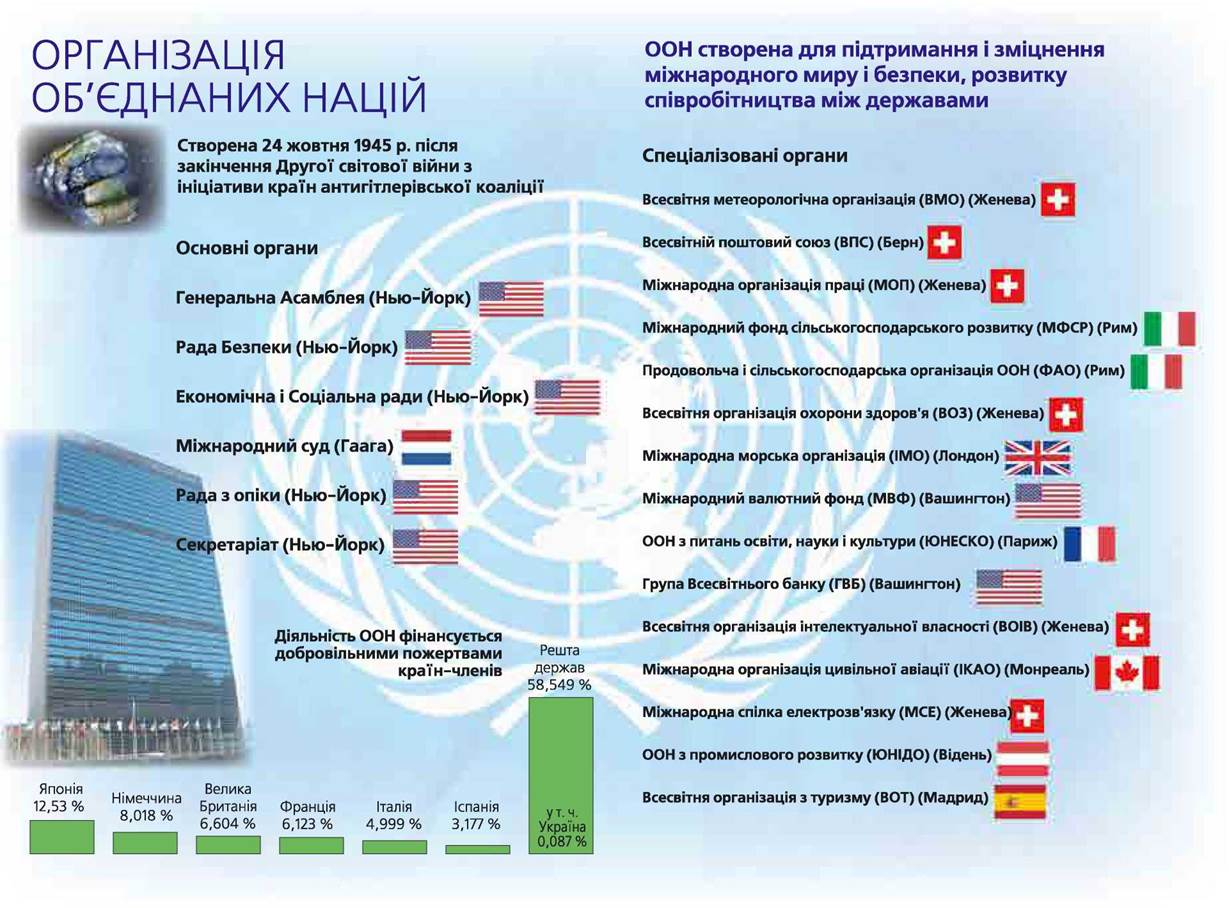 ОРГАНІЗАЦІЯ
ОБ’ЄДНАНИХ НАЦІЙ
Створена 24 жовтня 1945 р. після
закінчення Другої світової війни з
ініціативи країн антигітлерівської коаліції
Основні органи
Генеральна Асамблея (Нью–Йорк)
Рада Безпеки (Нью–Йорк)
Економічна і Соціальна ради (Нью–Йорк)
Міжнародний суд (Гаага)
Рада з опіки (Нью–Йорк)
Секретаріат (Нью–Йорк)
Діяльність ООН фінансується
добровільними пожертвами
країн–членів
Японія
12,53 %
Німеччина
8,018 %
Велика
Британія
6,604 %
Франція
6,123 %
Італія
4,999 %
Іспанія
3,177 %
Решта
держав
58,549 %
у т. ч.
Україна
0,087 %
ООН створена для підтримання і зміцнення
міжнародного миру і безпеки, розвитку
співробітництва між державами
Спеціалізовані органи
Всесвітня метеорологічна організація (ВМО) (Женева)
Всесвітній поштовий союз (ВПС) (Берн)
Міжнародна організація праці (МОП) (Женева)
Міжнародний фонд сільськогосподарського розвитку (МФСР) (Рим)
Продовольча і сільськогосподарська організація ООН (ФАО) (Рим)
Всесвітня організація охорони здоров'я (ВОЗ) (Женева)
Міжнародна морська організація (ІМО) (Лондон)
Міжнародний валютний фонд (МВФ) (Вашингтон)
ООН з питань освіти, науки і культури (ЮНЕСКО) (Париж)
Група Всесвітнього банку (ГВБ) (Вашингтон)
Всесвітня організація інтелектуальної власності (ВОІВ) (Женева)
Міжнародна організація цивільної авіації (ІКАО) (Монреаль)
Міжнародна спілка електрозв'язку (МСЕ) (Женева)
ООН з промислового розвитку (ЮНІДО) (Відень)
Всесвітня організація з туризму (ВОТ) (Мадрид)